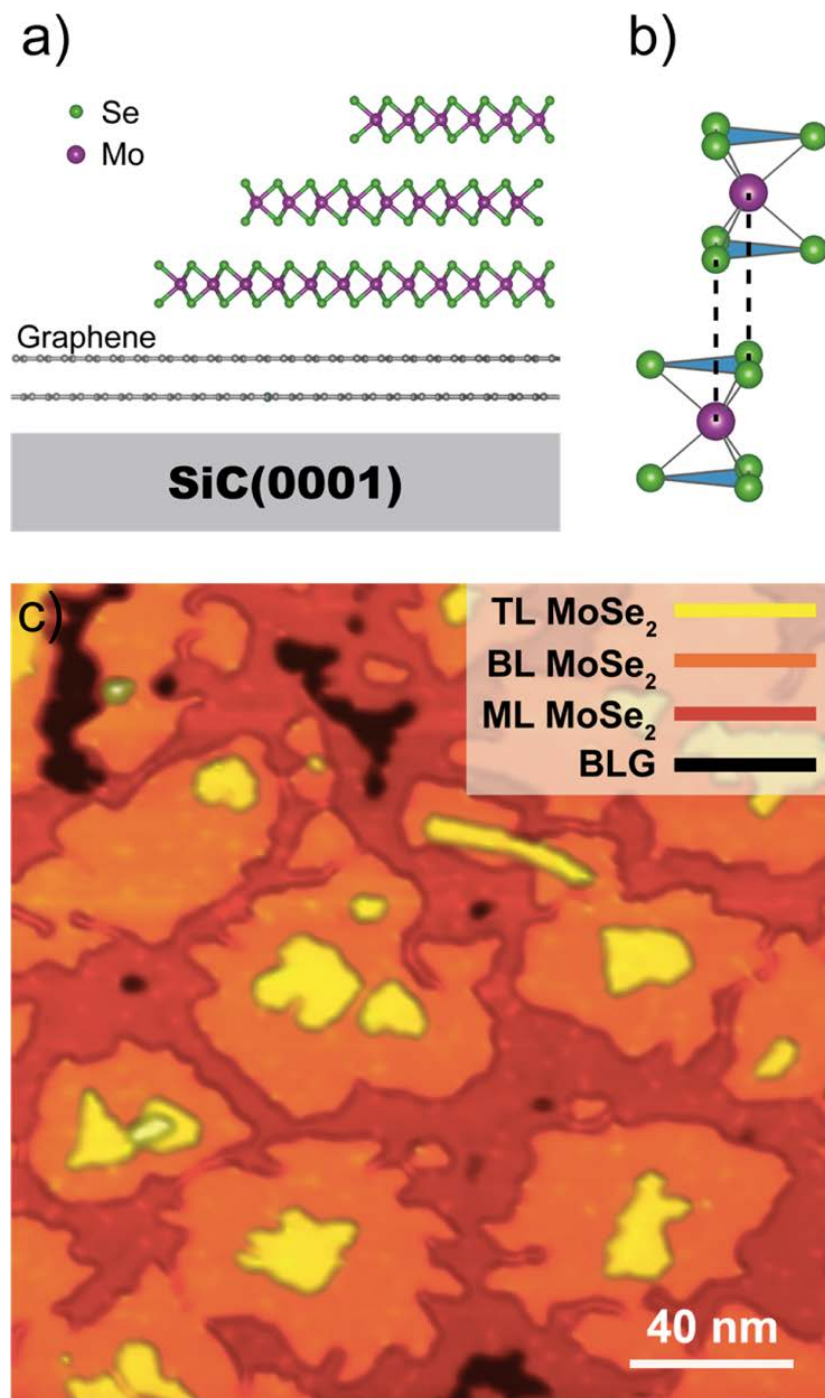 a)
Se
Mo
Graphene
SiC(0001)
b)
c)
TL MoSe₂
BL MoSe₂
ML MoSe₂
BLG
40 nm